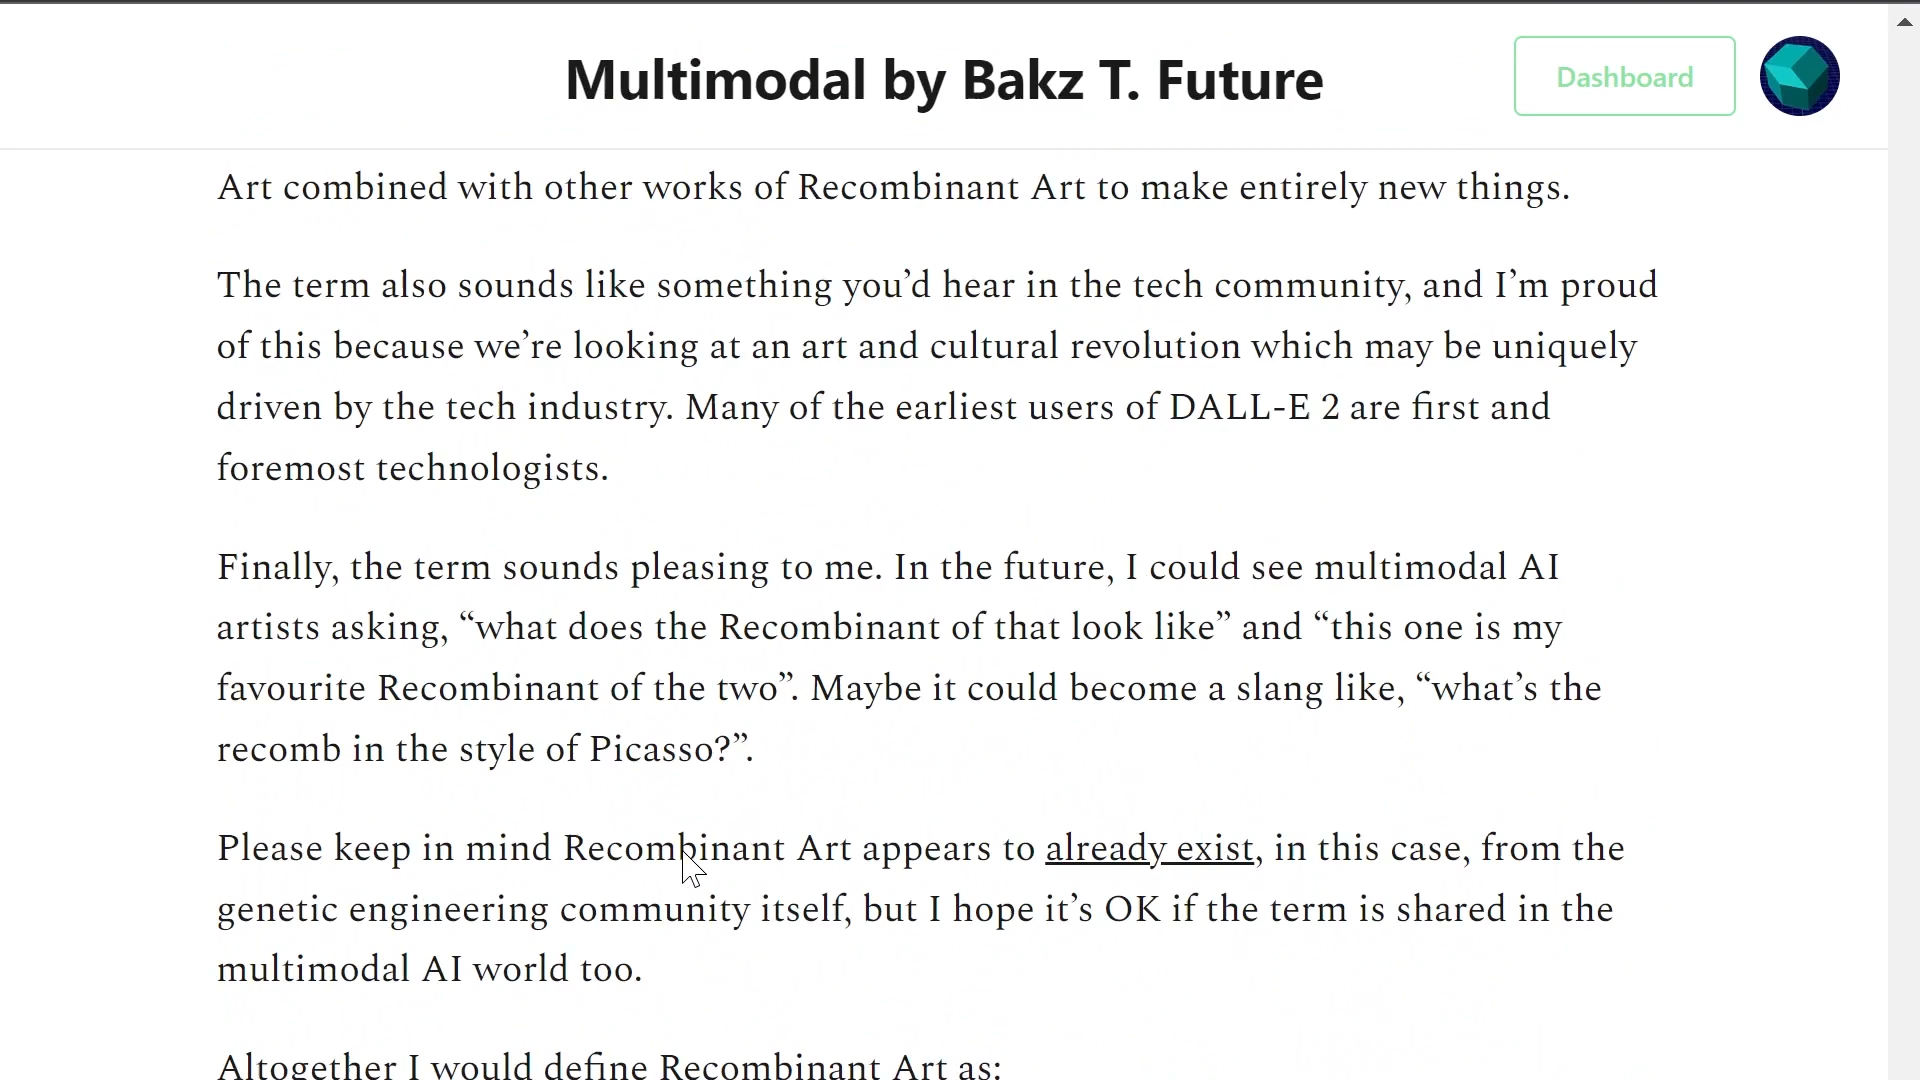 Multimodal by Bakz T. Future
Dashboard
Art combined with other works of Recombinant Art to make entirely new things.
The term also sounds like something you’d hear in the tech community, and I’m proud
of this because we’re looking at an art and cultural revolution which may be uniquely
driven by the tech industry. Many of the earliest users of DALL-E 2 are first and
foremost technologists.
Finally, the term sounds pleasing to me. In the future, I could see multimodal AI
artists asking, “what does the Recombinant of that look like” and “this one is my
favourite Recombinant of the two”. Maybe it could become a slang like, “what’s the
recomb in the style of Picasso?”.
Please keep in mind Recombinant Art appears to already exist, in this case, from the
genetic engineering community itself, but I hope it’s OK if the term is shared in the
multimodal AI world too.
Altogether I would define Recombinant Art as: